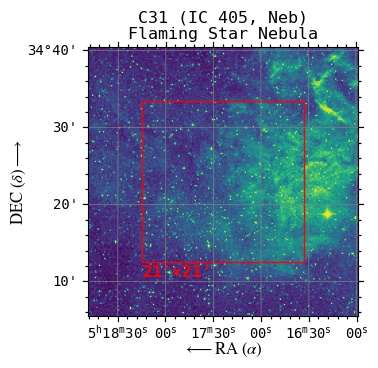 C31 (IC 405, Neb)
Flaming Star Nebula
34°40'
30'
20'
10'
DEC (δ) ⟶
21'×21'
5ʰ18ᵐ30ˢ 00ˢ 17ᵐ30ˢ 00ˢ 16ᵐ30ˢ 00ˢ
⟵ RA (α)